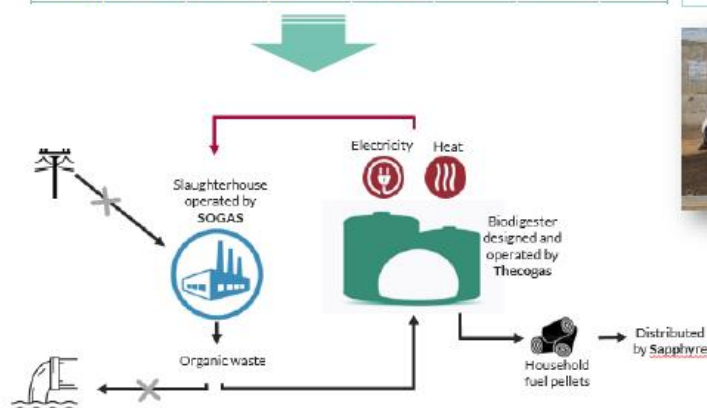 Electricity Heat
Slaughterhouse
operated by
SOGAS
Biodigester
designed and
operated by
Thecogas
Organic waste
Household
fuel pellets
Distributed
by Sapphyre